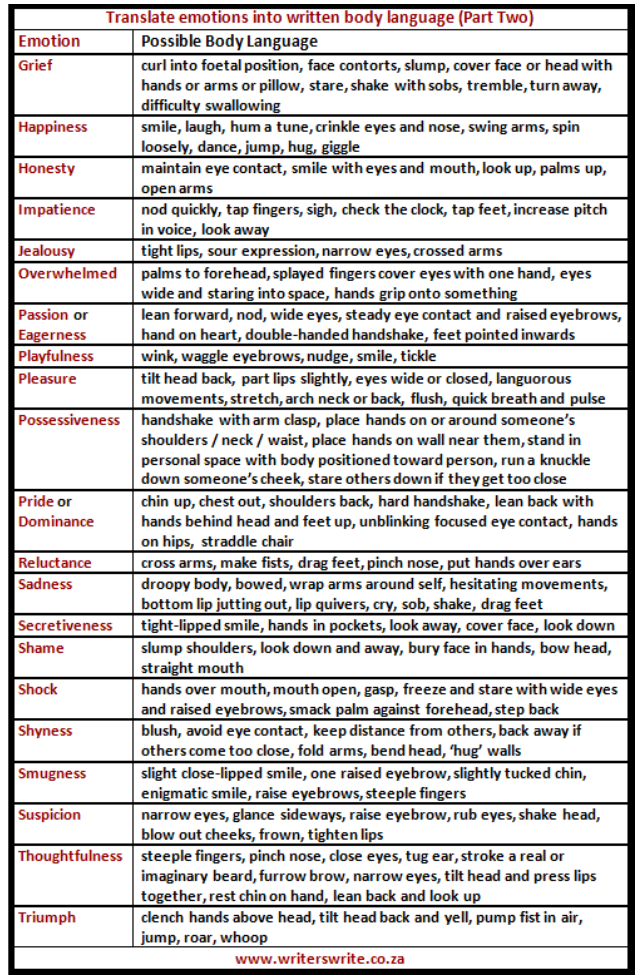 Translate emotions into written body language (Part Two)
Emotion Possible Body Language
Grief curl into foetal position, face contorts, slump, cover face or head with
hands or arms or pillow, stare, shake with sobs, tremble, turn away,
difficulty swallowing
Happiness smile, laugh, hum a tune, crinkle eyes and nose, swing arms, spin
loosely, dance, jump, hug, giggle
Honesty maintain eye contact, smile with eyes and mouth, look up, palms up,
open arms
Impatience nod quickly, tap fingers, sigh, check the clock, tap feet, increase pitch
in voice, look away
Jealousy tight lips, sour expression, narrow eyes, crossed arms
Overwhelmed palms to forehead, splayed fingers cover eyes with one hand, eyes
wide and staring into space, hands grip onto something
Passion or lean forward, nod, wide eyes, steady eye contact and raised eyebrows,
Eagerness hand on heart, double-handed handshake, feet pointed inwards
Playfulness wink, waggle eyebrows, nudge, smile, tickle
Pleasure tilt head back, part lips slightly, eyes wide or closed, languorous
movements, stretch, arch neck or back, flush, quick breath and pulse
Possessiveness handshake with arm clasp, place hands on or around someone's
shoulders / neck / waist, place hands on wall near them, stand in
personal space with body positioned toward person, run a knuckle
down someone's cheek, stare others down if they get too close
Pride or chin up, chest out, shoulders back, hard handshake, lean back with
Dominance hands behind head and feet up, unblinking focused eye contact, hands
on hips, straddle chair
Reluctance cross arms, make fists, drag feet, pinch nose, put hands over ears
Sadness droopy body, bowed, wrap arms around self, hesitating movements,
bottom lip jutting out, lip quivers, cry, sob, shake, drag feet
Secretiveness tight-lipped smile, hands in pockets, look away, cover face, look down
Shame slump shoulders, look down and away, bury face in hands, bow head,
straight mouth
Shock hands over mouth, mouth open, gasp, freeze and stare with wide eyes
and raised eyebrows, smack palm against forehead, step back
Shyness blush, avoid eye contact, keep distance from others, back away if
others come too close, fold arms, bend head, 'hug' walls
Smugness slight close-lipped smile, one raised eyebrow, slightly tucked chin,
enigmatic smile, raise eyebrows, steeple fingers
Suspicion narrow eyes, glance sideways, raise eyebrow, rub eyes, shake head,
blow out cheeks, frown, tighten lips
Thoughtfulness steeple fingers, pinch nose, close eyes, tug ear, stroke a real or
imaginary beard, furrow brow, narrow eyes, tilt head and press lips
together, rest chin on hand, lean back and look up
Triumph clench hands above head, tilt head back and yell, pump fist in air,
jump, roar, whoop
www.writerswrite.co.za